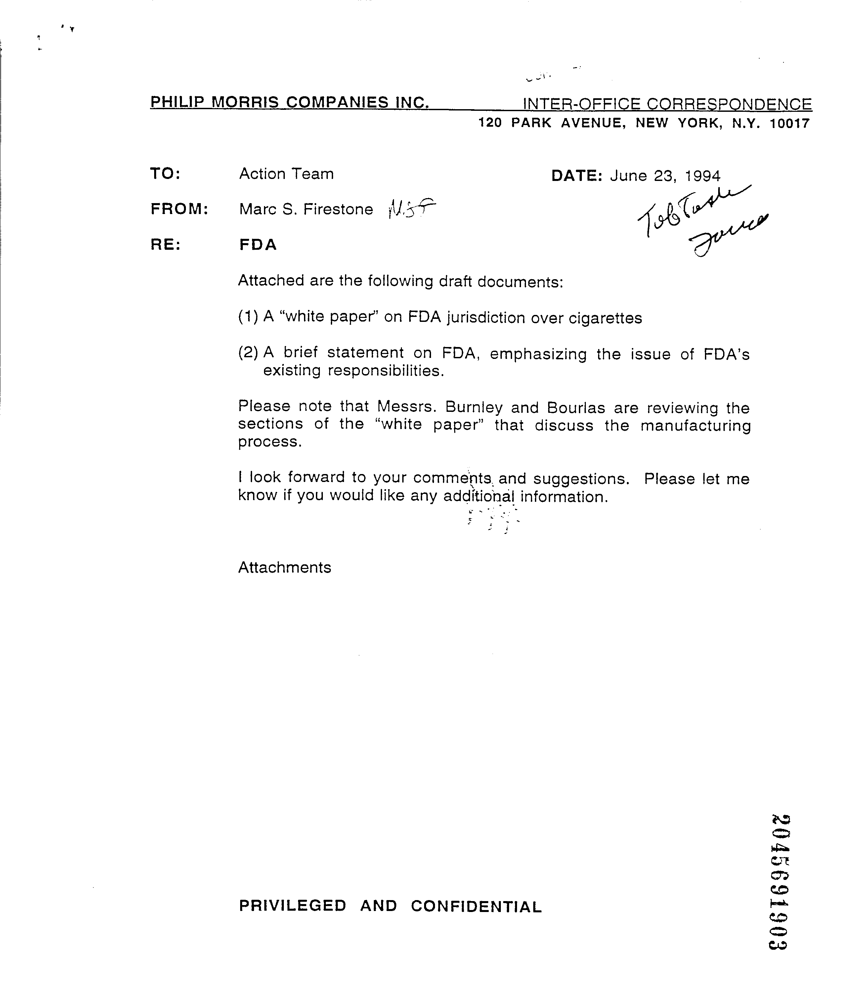 PHILIP MORRIS COMPANIES INC. INTER-OFFICE CORRESPONDENCE
120 PARK AVENUE, NEW YORK, N.Y. 10017
TO: Action Team DATE: June 23, 1994
FROM: Marc S. Firestone MSF
Tob Task
Force
RE: FDA
Attached are the following draft documents:
(1) A “white paper” on FDA jurisdiction over cigarettes
(2) A brief statement on FDA, emphasizing the issue of FDA's
existing responsibilities.
Please note that Messrs. Burnley and Bourlas are reviewing the
sections of the “white paper” that discuss the manufacturing
process.
I look forward to your comments and suggestions. Please let me
know if you would like any additional information.
Attachments
PRIVILEGED AND CONFIDENTIAL
2045691903